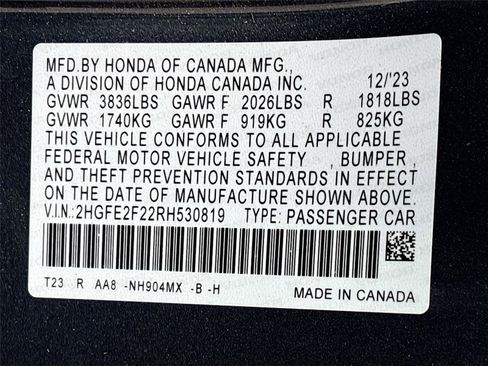 MFD.BY HONDA OF CANADA MFG.,
A DIVISION OF HONDA CANADA INC. 12/'23
GVWR 3836LBS GAWR F 2026LBS R 1818LBS
GVWR 1740KG GAWR F 919KG R 825KG
THIS VEHICLE CONFORMS TO ALL APPLICABLE
FEDERAL MOTOR VEHICLE SAFETY , BUMPER ,
AND THEFT PREVENTION STANDARDS IN EFFECT
ON THE DATE OF MANUFACTURE SHOWN ABOVE.
V.I.N.:2HGFE2F22RH530819 TYPE: PASSENGER CAR
T23 R AA8 -NH904MX -B -H
MADE IN CANADA